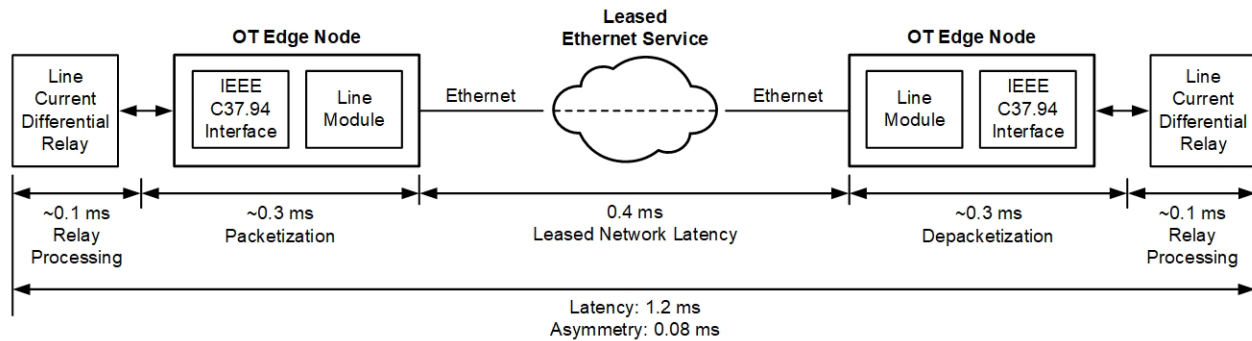 Leased
Ethernet Service
OT Edge Node
OT Edge Node
Line
Current
Differential
Relay
IEEE
C37.94
Interface
Line
Module
Ethernet
Ethernet
Line
Module
IEEE
C37.94
Interface
Line
Current
Differential
Relay
~0.1 ms
Relay
Processing
~0.3 ms
Packetization
0.4 ms
Leased Network Latency
~0.3 ms
Depacketization
~0.1 ms
Relay
Processing
Latency: 1.2 ms
Asymmetry: 0.08 ms